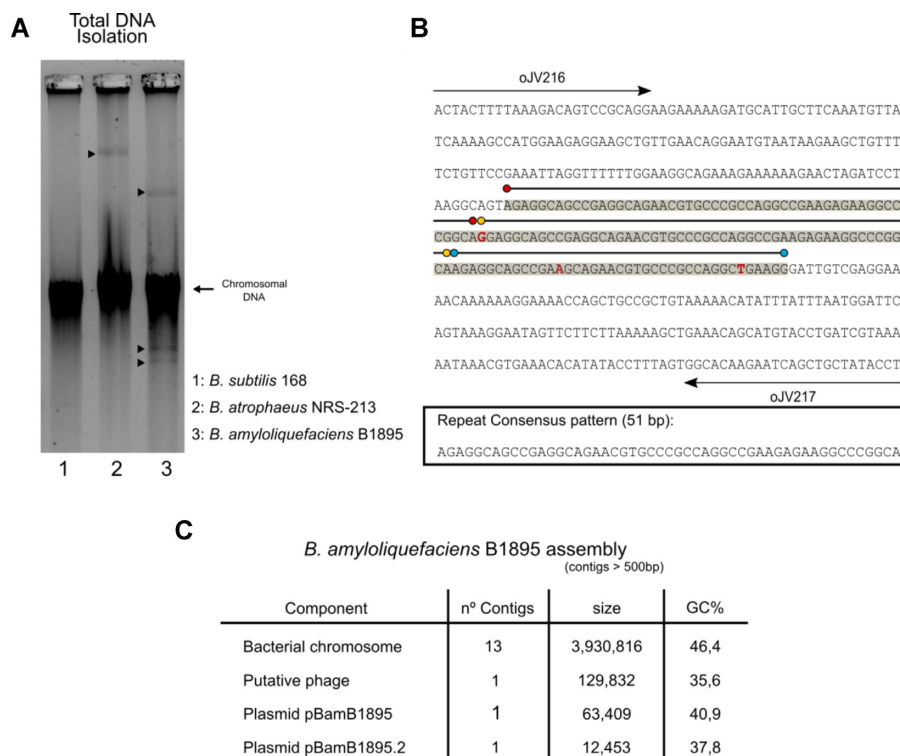 A
Total DNA
Isolation
Chromosomal
DNA
1: B. subtilis 168
2: B. atrophaeus NRS-213
3: B. amyloliquefaciens B1895
1 2 3
B
oJV216
ACTACTTTTAAAGACAGTCCGCAGGAAGAAAAAGATGCATTGCTTCAAATGTTA
TCAAAAGCCATGGAAGAGGAAGCTGTTGAACAGGAATGTAATAAGAAGCTGTTT
TCTGTTCCGAAATTAGGTTTTTTGGAAGGCAGAAAGAAAAAAGAACTAGATCCT
AAGGCAGTAGAGGCAGCCGAGGCAGAACGTGCCCGCCAGGCCGAAGAGAAGGCC
CGGCAGGAGGCAGCCGAGGCAGAACGTGCCCGCCAGGCCGAAGAGAAGGCCCGG
CAAGAGGCAGCCGAAGCAGAACGTGCCCGCCAGGCTGAAGGGATTGTCGAGGAA
AACAAAAAAGGAAAACCAGCTGCCGCTGTAAAAACATATTTATTTAATGGATTC
AGTAAAGGAATAGTTCTTCTTAAAAAGCTGAAACAGCATGTACCTGATCGTAAA
AATAAACGTGAAACACATATACCTTTAGTGGCACAAGAATCAGCTGCTATACCT
oJV217
Repeat Consensus pattern (51 bp):
AGAGGCAGCCGAGGCAGAACGTGCCCGCCAGGCCGAAGAGAAGGCCCGGCA
C
B. amyloliquefaciens B1895 assembly
(contigs > 500bp)
Component nº Contigs size GC%
Bacterial chromosome 13 3,930,816 46,4
Putative phage 1 129,832 35,6
Plasmid pBamB1895 1 63,409 40,9
Plasmid pBamB1895.2 1 12,453 37,8